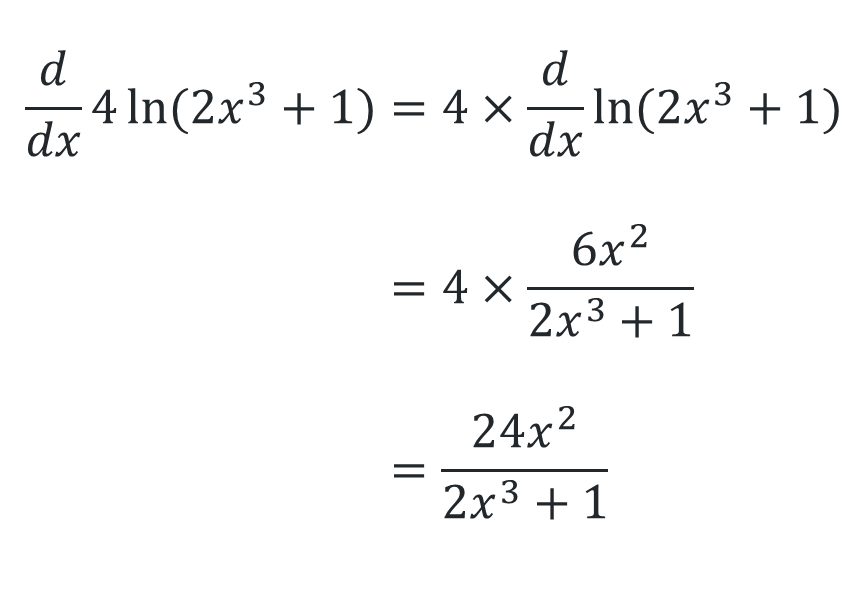 d/dx 4 ln(2x³ + 1) = 4 × d/dx ln(2x³ + 1)
= 4 × 6x²/2x³ + 1
= 24x²/2x³ + 1